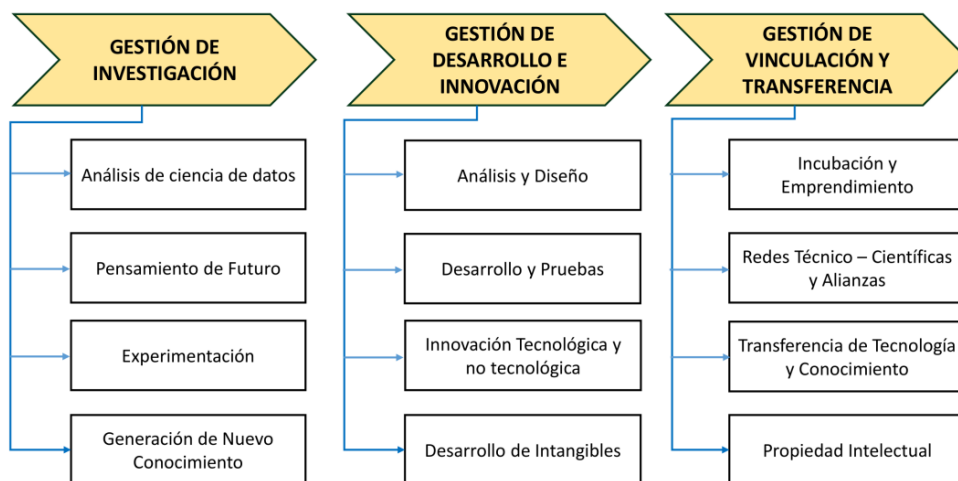 GESTIÓN DE
INVESTIGACIÓN
Análisis de ciencia de datos
Pensamiento de Futuro
Experimentación
Generación de Nuevo
Conocimiento
GESTIÓN DE
DESARROLLO E
INNOVACIÓN
Análisis y Diseño
Desarrollo y Pruebas
Innovación Tecnológica y
no tecnológica
Desarrollo de Intangibles
GESTIÓN DE
VINCULACIÓN Y
TRANSFERENCIA
Incubación y
Emprendimiento
Redes Técnico – Científicas
y Alianzas
Transferencia de Tecnología
y Conocimiento
Propiedad Intelectual